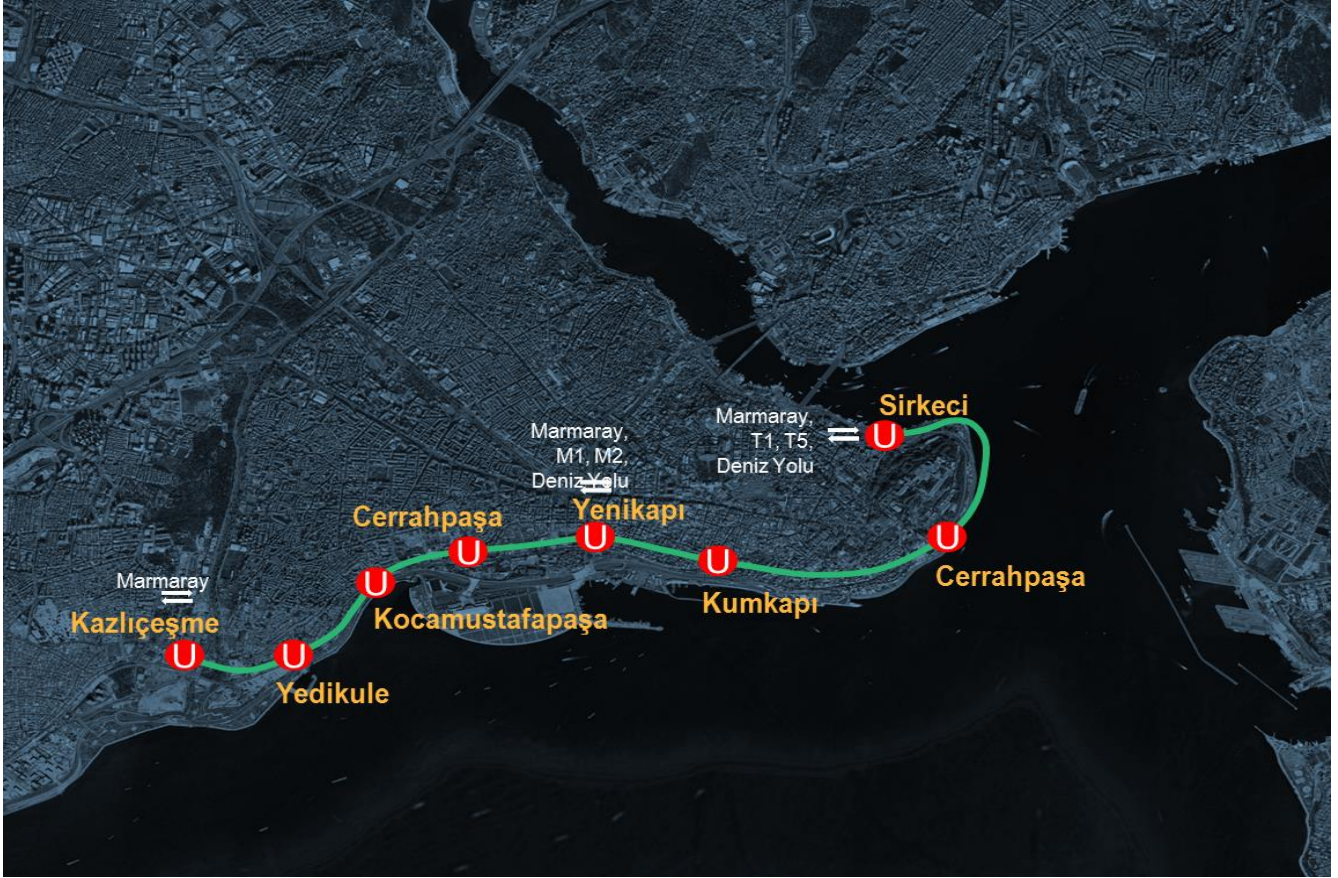 Sirkeci
U
Marmaray,
T1, T5,
Deniz Yolu
Marmaray,
M1, M2,
Deniz Yolu
Yenikapı
U
Cerrahpaşa
U
Kumkapı
U
Cerrahpaşa
U
Marmaray
Kazlıçeşme
U
Kocamustafapaşa
U
Yedikule
U